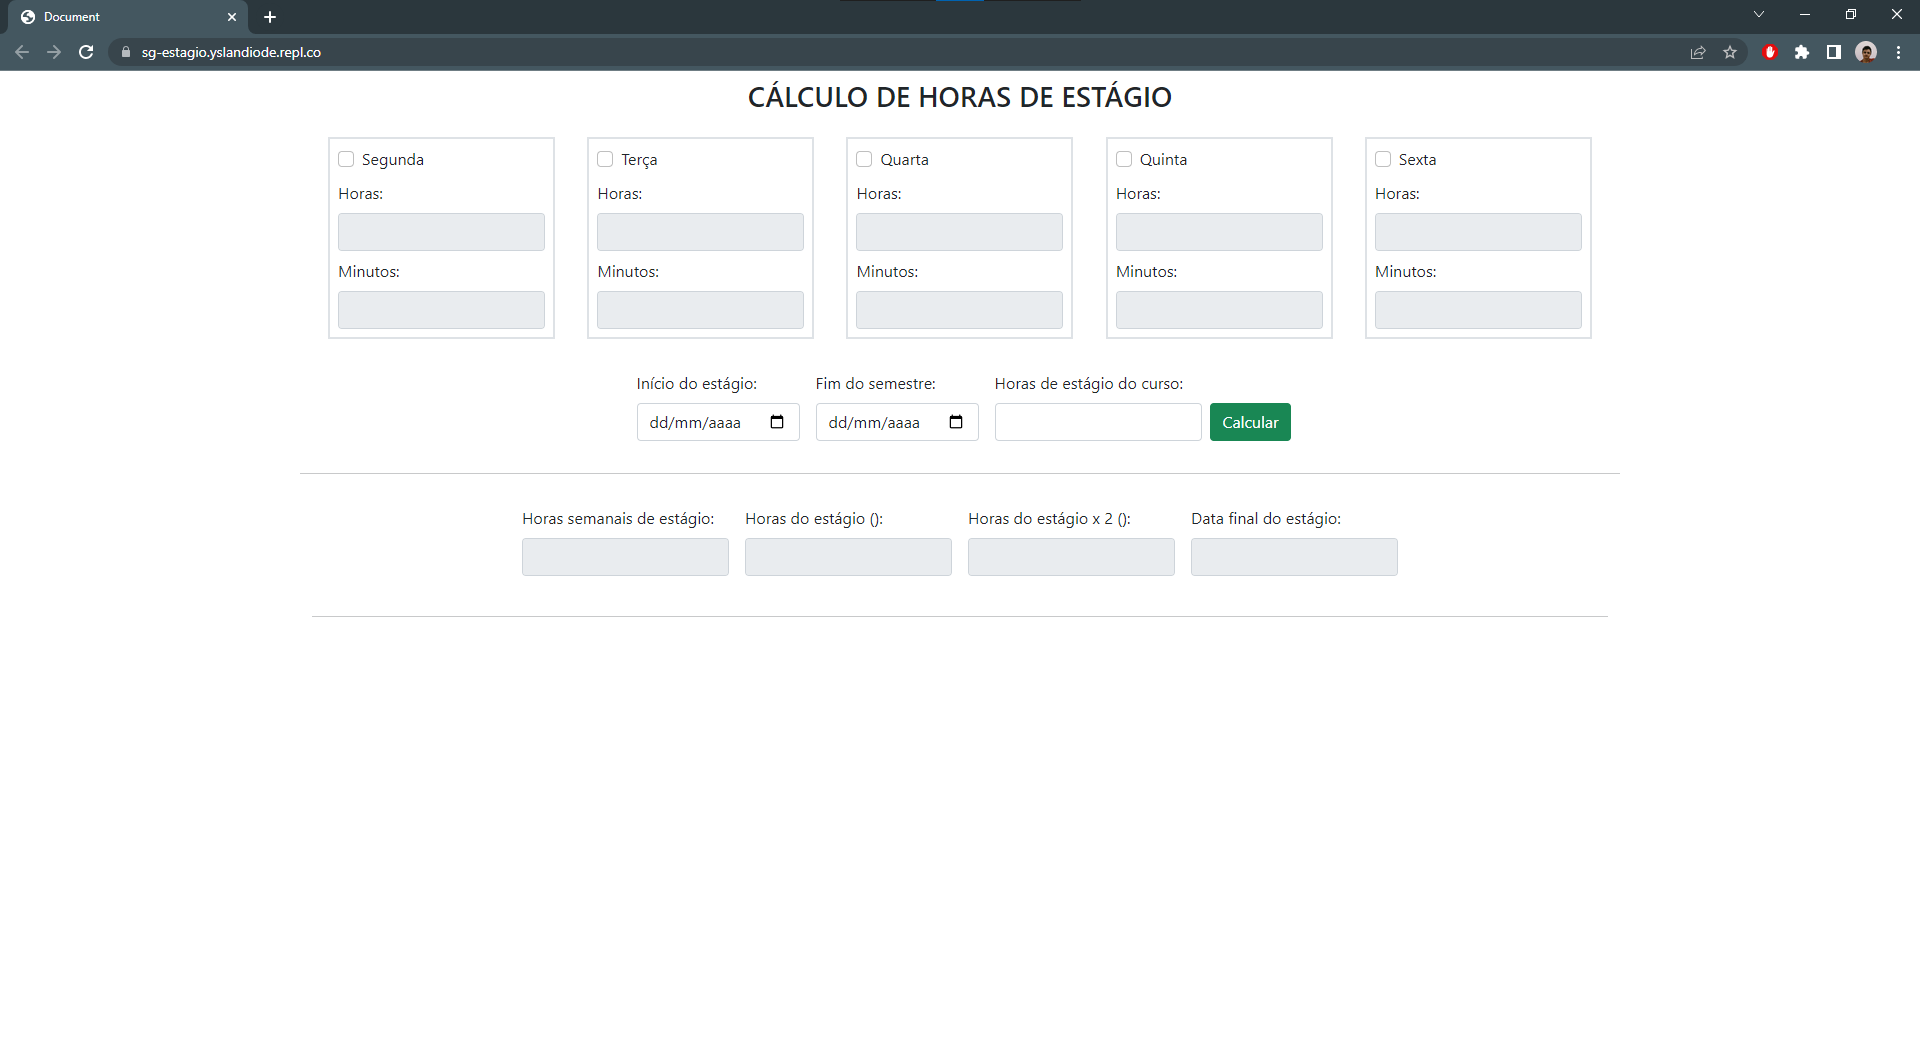 Document
sg-estagio.yslandiode.repl.co
CÁLCULO DE HORAS DE ESTÁGIO
Segunda
Horas:
Minutos:
Terça
Horas:
Minutos:
Quarta
Horas:
Minutos:
Quinta
Horas:
Minutos:
Sexta
Horas:
Minutos:
Início do estágio:
dd/mm/aaaa
Fim do semestre:
dd/mm/aaaa
Horas de estágio do curso:
Calcular
Horas semanais de estágio:
Horas do estágio ():
Horas do estágio x 2 ():
Data final do estágio: